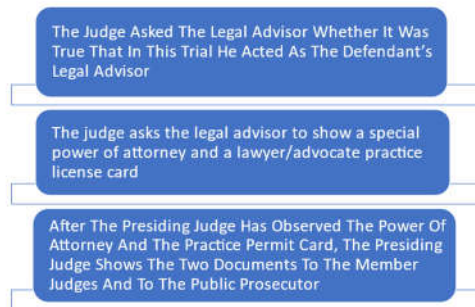 The Judge Asked The Legal Advisor Whether It Was
True That In This Trial He Acted As The Defendant's
Legal Advisor
The judge asks the legal advisor to show a special
power of attorney and a lawyer/advocate practice
license card
After The Presiding Judge Has Observed The Power Of
Attorney And The Practice Permit Card, The Presiding
Judge Shows The Two Documents To The Member
Judges And To The Public Prosecutor